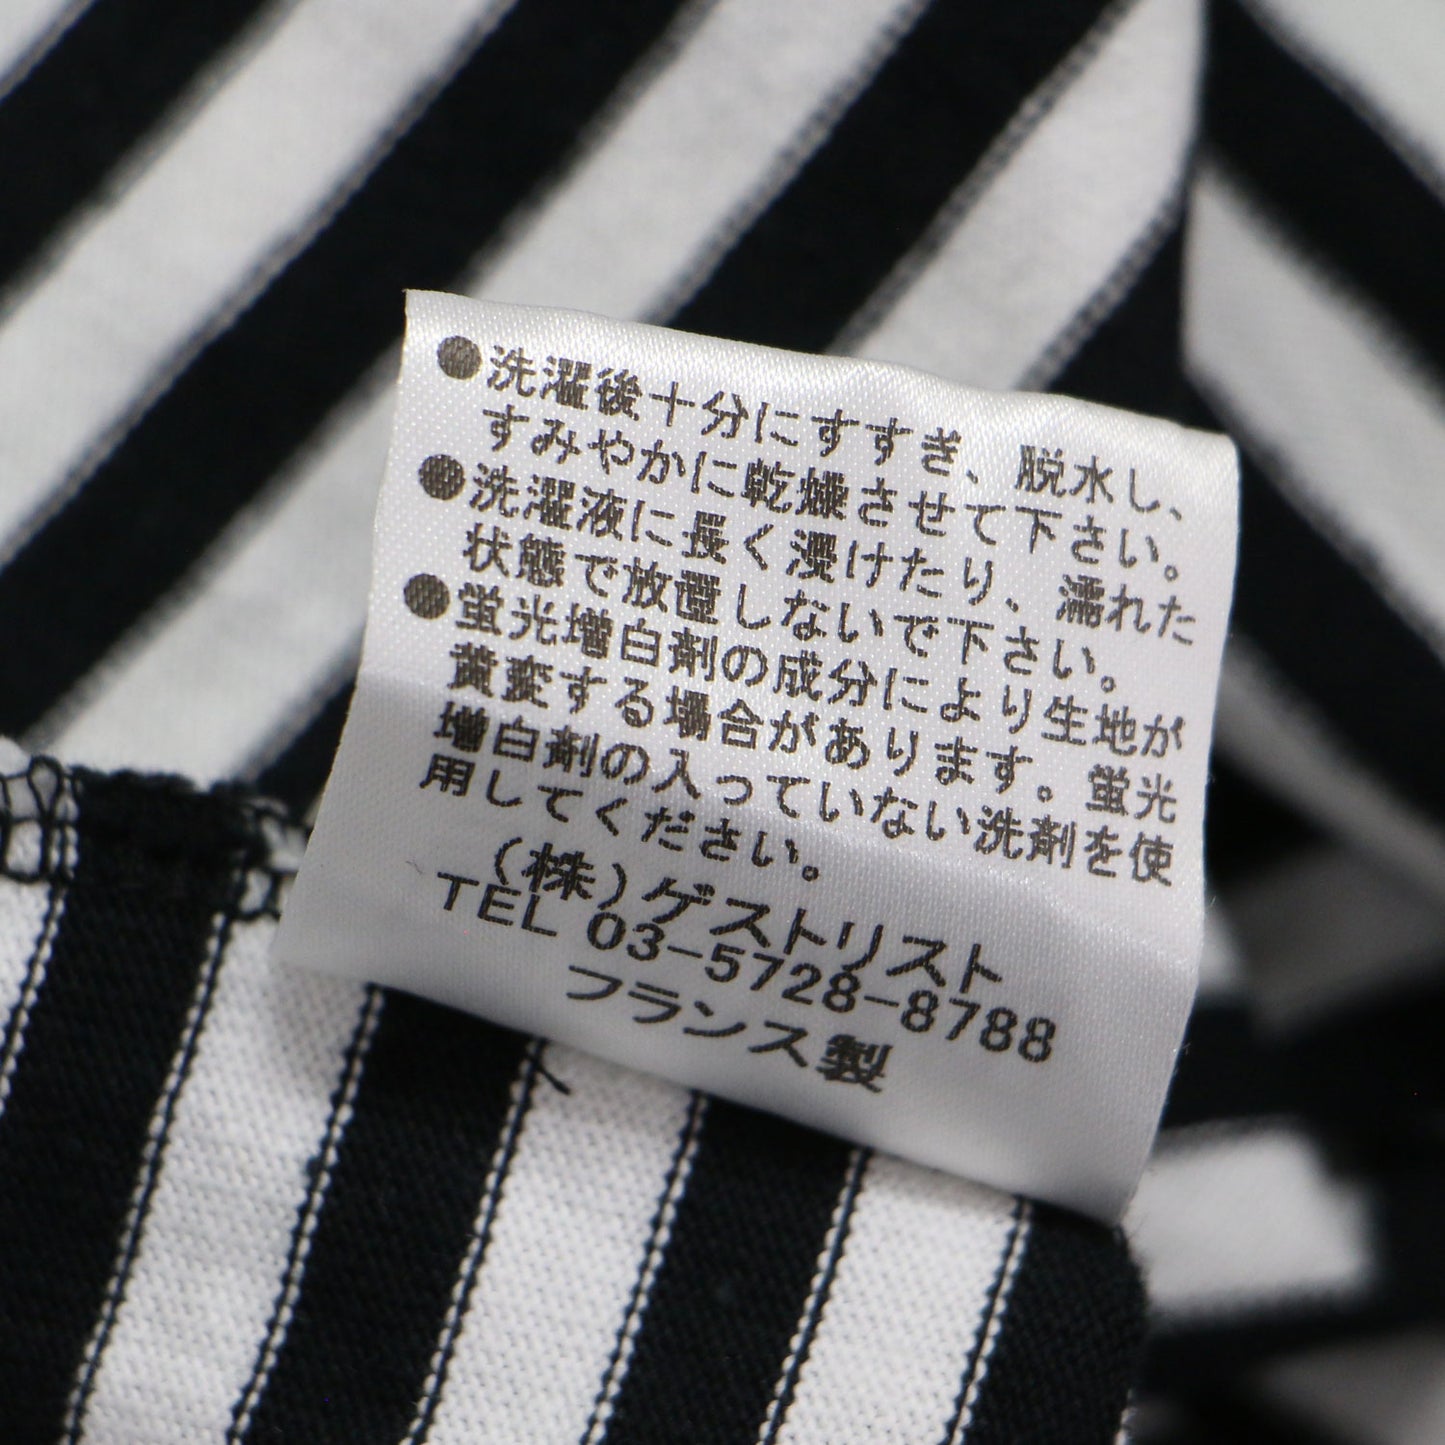 ●洗濯後十分にすすぎ、脱水し、
すみやかに乾燥させて下さい。
●洗濯液に長く浸けたり、濡れた
状態で放置しないで下さい。
●蛍光増白剤の成分により生地が
黄変する場合があります。蛍光
増白剤の入っていない洗剤を使
用してください。
(株)ゲストリスト
TEL 03-5728-8788
フランス製